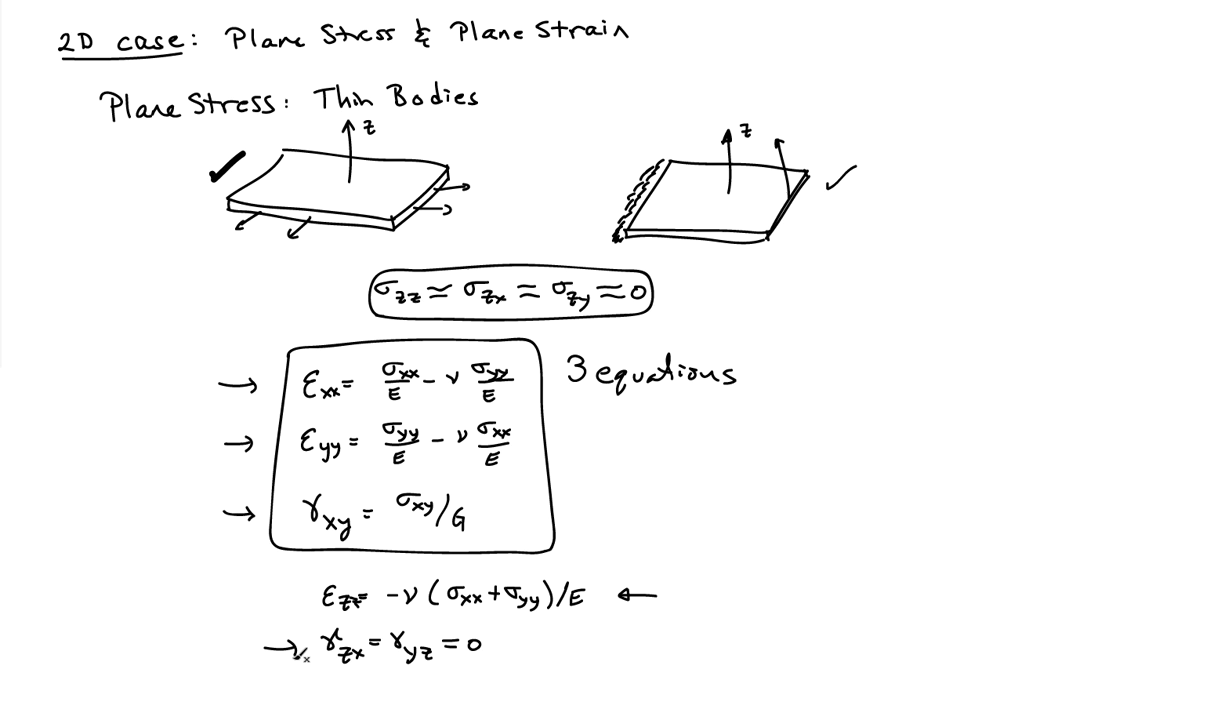 2D case: Plane Stress & Plane Strain
Plane Stress: Thin Bodies
z
z
σzz ≃ σzx ≈ σzy ≈ 0
→ εxx = σxx/E - ν σyy/E 3 equations
→ εyy = σyy/E - ν σxx/E
→ γxy = σxy/G
εzz = -ν (σxx + σyy)/E ←
→ γzx = γyz = 0